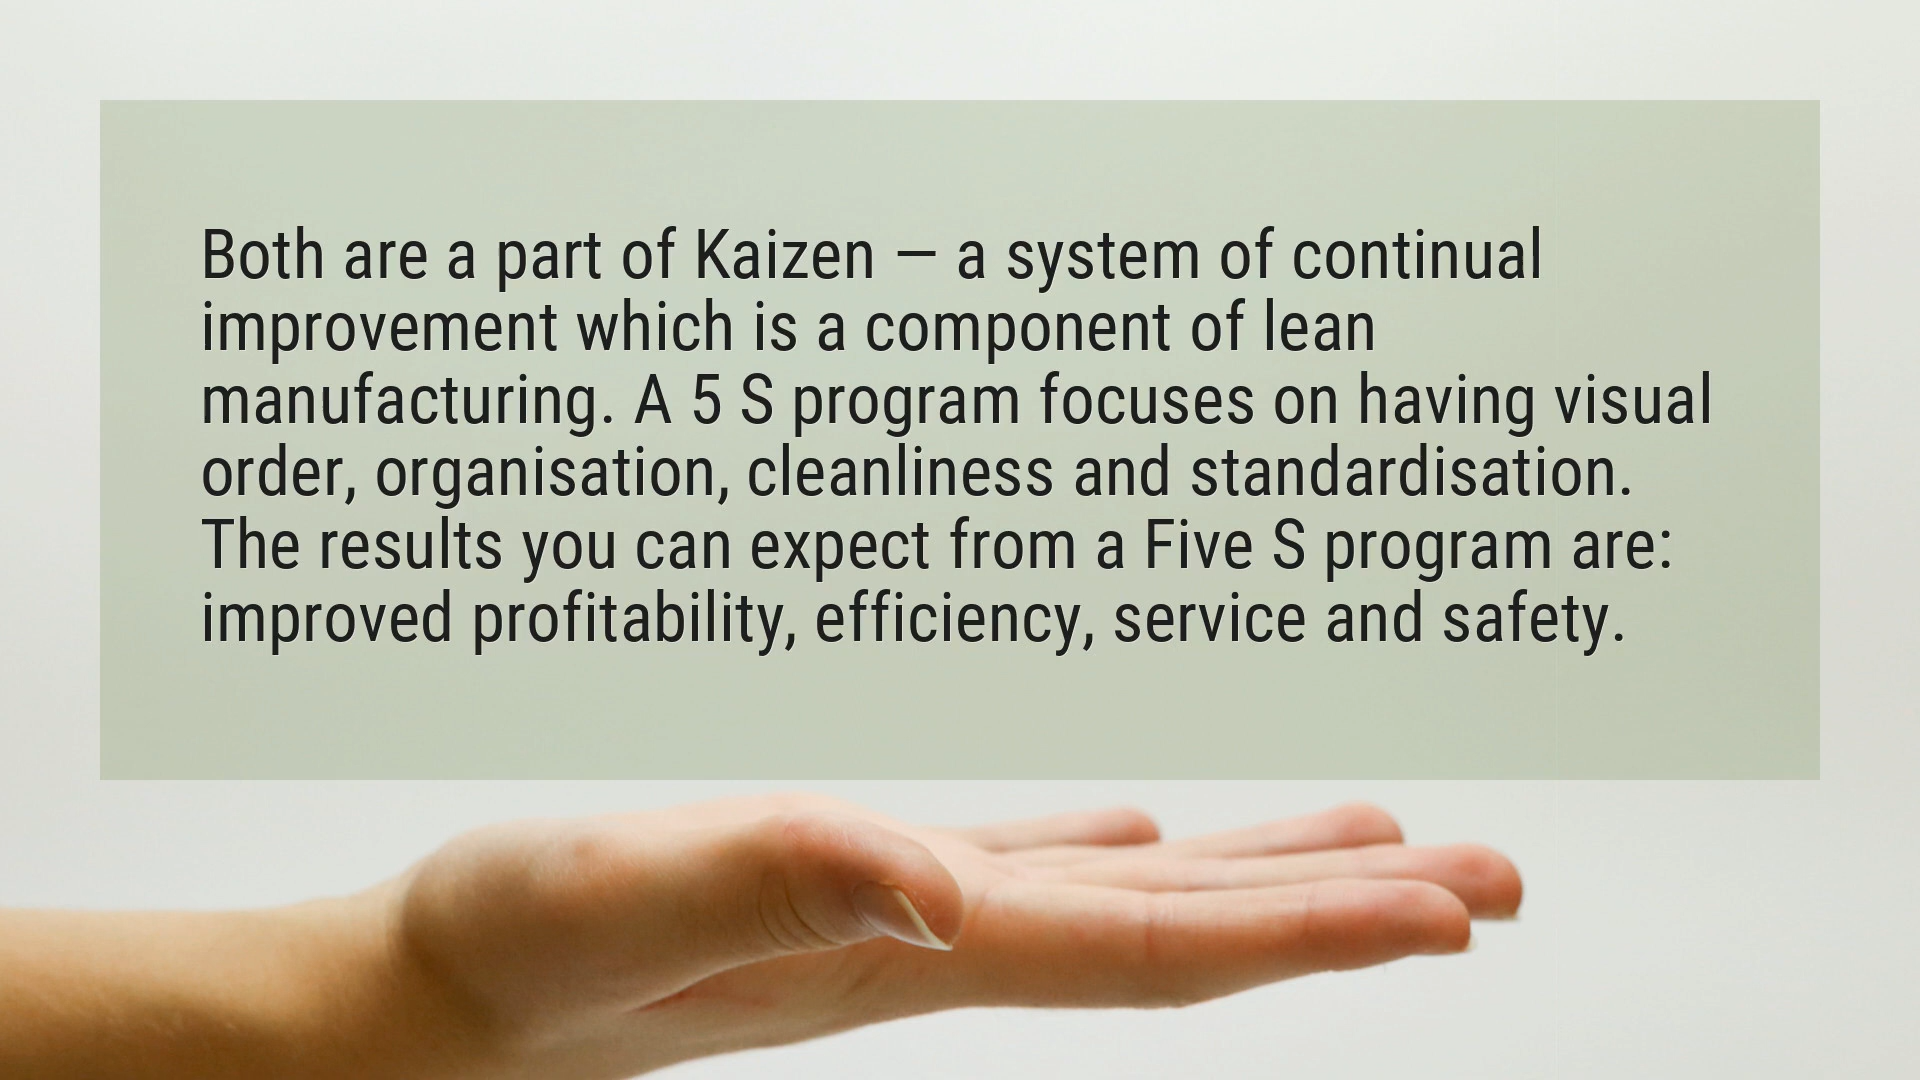 Both are a part of Kaizen — a system of continual
improvement which is a component of lean
manufacturing. A 5 S program focuses on having visual
order, organisation, cleanliness and standardisation.
The results you can expect from a Five S program are:
improved profitability, efficiency, service and safety.